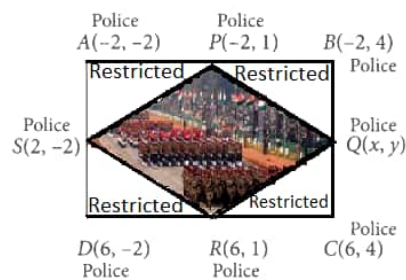 Police Police
A(-2, -2) P(-2, 1) B(-2, 4)
Restricted Restricted Police
Police Police
S(2, -2) Q(x, y)
Restricted Restricted
Police
D(6, -2) R(6, 1) C(6, 4)
Police Police